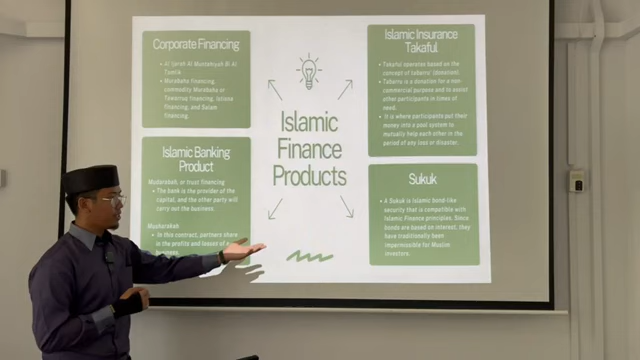 Corporate Financing
• Al Ijarah Al Muntahiyah Bi Al
Tamlik
• Murabaha financing,
commodity Murabaha or
Tawarruq financing, Istisna
financing, and Salam
financing.
Islamic Banking
Product
Mudarabah, or trust financing
• The bank is the provider of the
capital, and the other party
will carry out the business.
Musharakah
• In this contract, partners share
in the profits and losses of a
business.
Islamic
Finance
Products
Islamic Insurance
Takaful
• Takaful operates based on the
concept of tabarru' (donation).
• Tabarru is a donation for a non-
commercial purpose and to assist
other participants in times of
need.
• It is where participants put their
money into a pool system to
mutually help each other in the
period of any loss or disaster.
Sukuk
• A Sukuk is Islamic bond-like
security that is compatible with
Islamic Finance principles. Since
bonds are based on interest, they
have traditionally been
impermissible for Muslim
investors.